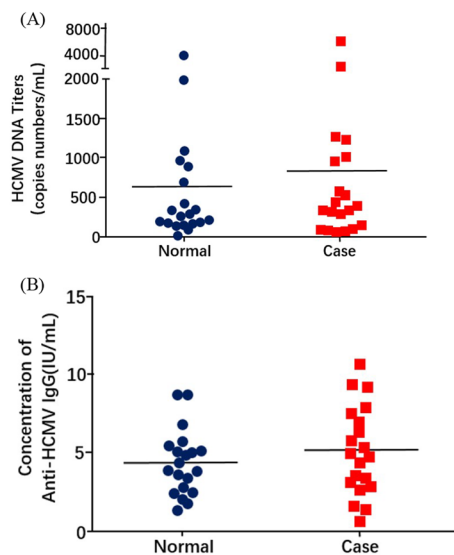 (A)
HCMV DNA Titers
(copies numbers/mL)
8000
4000
2000
1000
500
0
Normal
Case
(B)
Concentration of
Anti-HCMV IgG(IU/mL)
15
10
5
0
Normal
Case